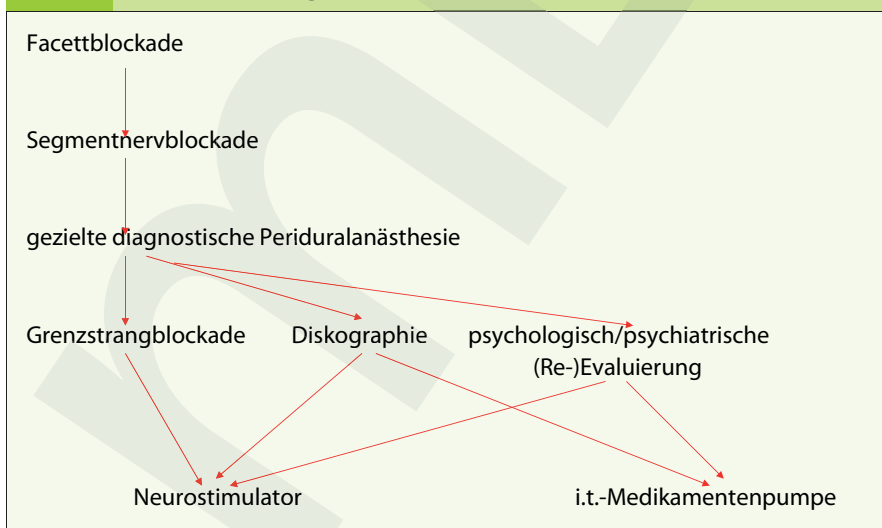 Facettblockade
Segmentnervblockade
gezielte diagnostische Periduralanästhesie
Grenzstrangblockade Diskographie psychologisch/psychiatrische
(Re-)Evaluierung
Neurostimulator i.t.-Medikamentenpumpe